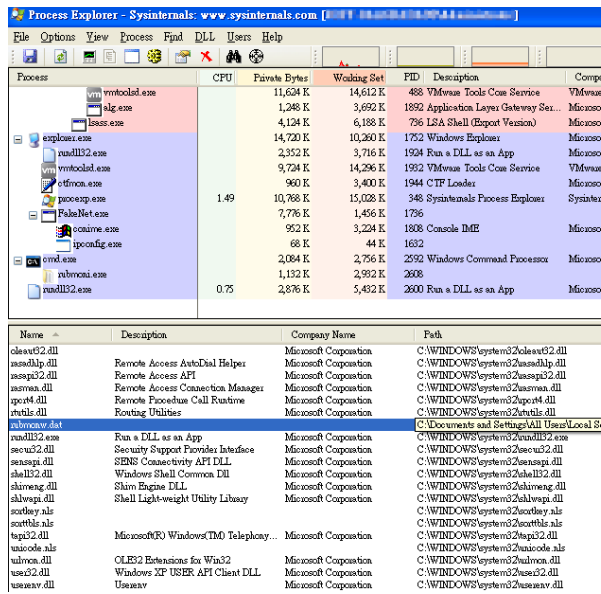 Process Explorer - Sysinternals: www.sysinternals.com [
File Options View Process Find DLL Users Help
Process CPU Private Bytes Working Set PID Description Compa
vmtoolsd.exe 11,624 K 14,612 K 488 VMware Tools Core Service VMware
alg.exe 1,248 K 3,692 K 1892 Application Layer Gateway Ser... Microso
lsass.exe 4,124 K 6,188 K 736 LSA Shell (Export Version) Microso
explorer.exe 14,720 K 10,260 K 1752 Windows Explorer Microso
rundll32.exe 2,352 K 3,716 K 1924 Run a DLL as an App Microso
vmtoolsd.exe 9,724 K 14,296 K 1932 VMware Tools Core Service VMware
ctfmon.exe 960 K 3,400 K 1944 CTF Loader Microso
procexp.exe 1.49 10,768 K 15,028 K 348 Sysinternals Process Explorer Sysinter
FakeNet.exe 7,776 K 1,456 K 1736
conime.exe 952 K 3,224 K 1808 Console IME Microso
ipconfig.exe 68 K 44 K 1632
cmd.exe 2,084 K 2,756 K 2592 Windows Command Processor Microso
rubmoni.exe 1,132 K 2,932 K 2608
rundll32.exe 0.75 2,876 K 5,432 K 2600 Run a DLL as an App Microso
Name Description Company Name Path
oleaut32.dll Microsoft Corporation C:\WINDOWS\system32\oleaut32.dll
rasadhlp.dll Remote Access AutoDial Helper Microsoft Corporation C:\WINDOWS\system32\rasadhlp.dll
rasapi32.dll Remote Access API Microsoft Corporation C:\WINDOWS\system32\rasapi32.dll
rasman.dll Remote Access Connection Manager Microsoft Corporation C:\WINDOWS\system32\rasman.dll
rpcrt4.dll Remote Procedure Call Runtime Microsoft Corporation C:\WINDOWS\system32\rpcrt4.dll
rtutils.dll Routing Utilities Microsoft Corporation C:\WINDOWS\system32\rtutils.dll
rubmonw.dat C:\Documents and Settings\All Users\Local Se
rundll32.exe Run a DLL as an App Microsoft Corporation C:\WINDOWS\system32\rundll32.exe
secur32.dll Security Support Provider Interface Microsoft Corporation C:\WINDOWS\system32\secur32.dll
sensapi.dll SENS Connectivity API DLL Microsoft Corporation C:\WINDOWS\system32\sensapi.dll
shell32.dll Windows Shell Common Dll Microsoft Corporation C:\WINDOWS\system32\shell32.dll
shimeng.dll Shim Engine DLL Microsoft Corporation C:\WINDOWS\system32\shimeng.dll
shlwapi.dll Shell Light-weight Utility Library Microsoft Corporation C:\WINDOWS\system32\shlwapi.dll
sortkey.nls C:\WINDOWS\system32\sortkey.nls
sorttbls.nls C:\WINDOWS\system32\sorttbls.nls
tapi32.dll Microsoft(R) Windows(TM) Telephony... Microsoft Corporation C:\WINDOWS\system32\tapi32.dll
unicode.nls C:\WINDOWS\system32\unicode.nls
urlmon.dll OLE32 Extensions for Win32 Microsoft Corporation C:\WINDOWS\system32\urlmon.dll
user32.dll Windows XP USER API Client DLL Microsoft Corporation C:\WINDOWS\system32\user32.dll
userenv.dll Userenv Microsoft Corporation C:\WINDOWS\system32\userenv.dll